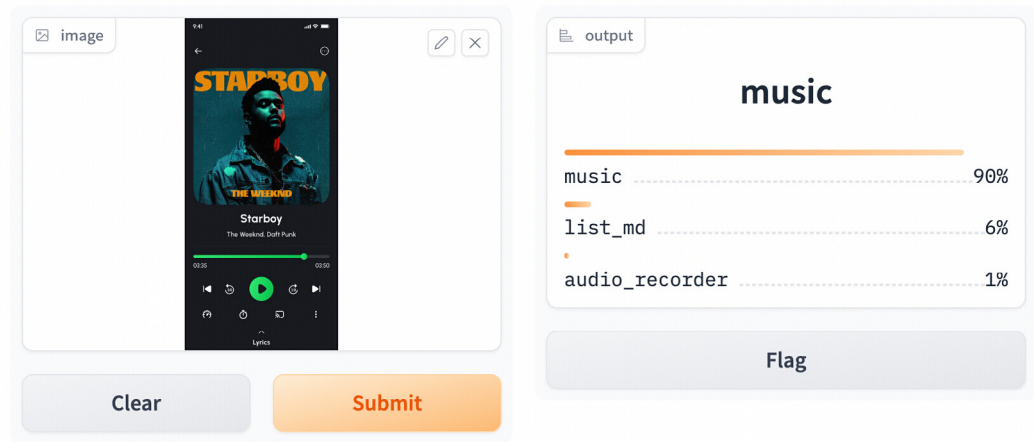 image
9:41
STARBOY
THE WEEKND
Starboy
The Weeknd, Daft Punk
03:35 03:50
Lyrics
Clear
Submit
output
music
music 90%
list_md 6%
audio_recorder 1%
Flag